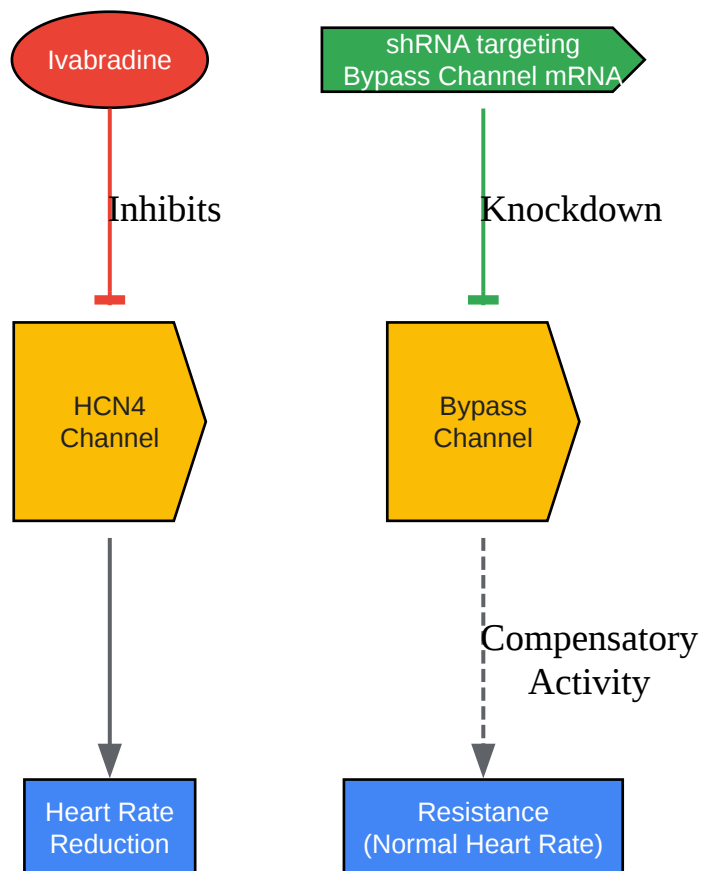 Ivabradine
shRNA targeting
Bypass Channel mRNA
Inhibits
Knockdown
HCN4
Channel
Bypass
Channel
Compensatory
Activity
Heart Rate
Reduction
Resistance
(Normal Heart Rate)